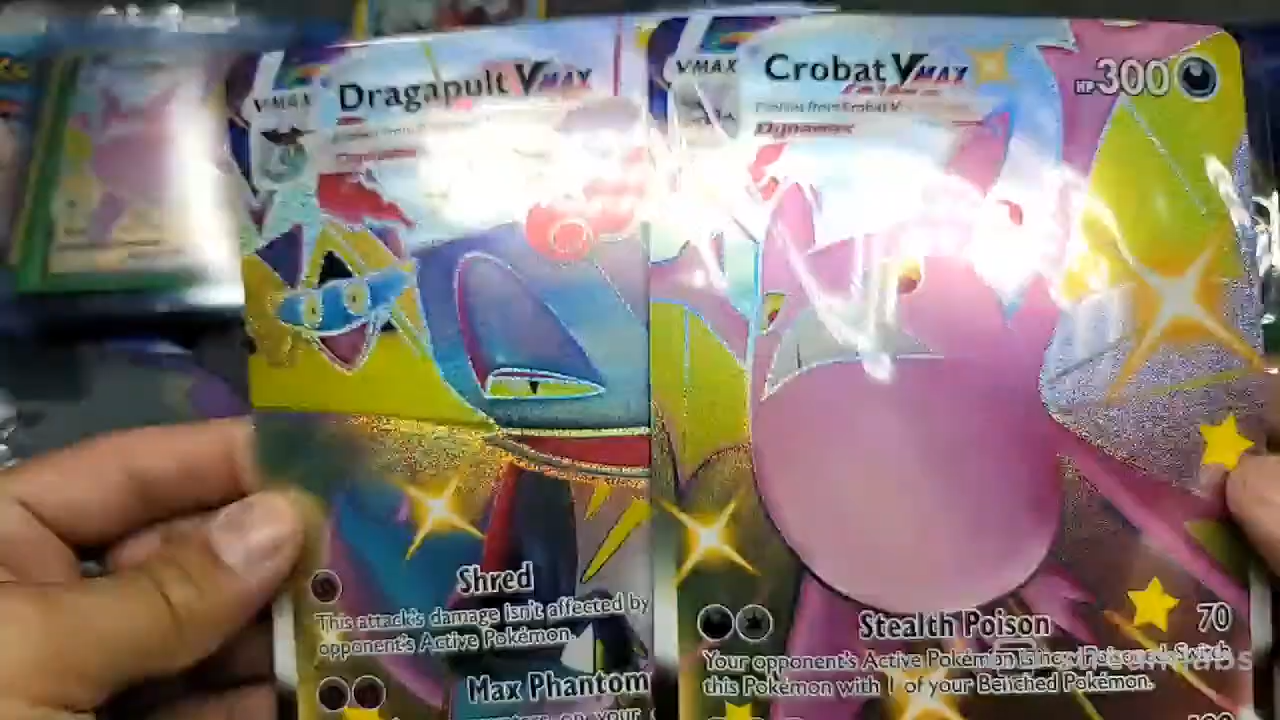 VMAX
Dragapult VMAX
Dynamax
Shred
This attack's damage isn't affected by
opponent's Active Pokémon.
Max Phantom
VMAX
Crobat VMAX
HP 300
Evolves from Crobat V
Dynamax
Stealth Poison
70
Your opponent's Active Pokémon is now Poisoned. Switch
this Pokémon with 1 of your Benched Pokémon.